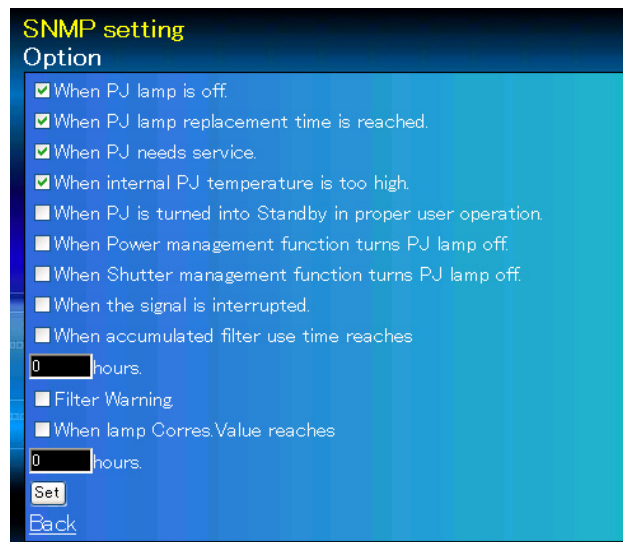 SNMP setting
Option
When PJ lamp is off.
When PJ lamp replacement time is reached.
When PJ needs service.
When internal PJ temperature is too high.
When PJ is turned into Standby in proper user operation.
When Power management function turns PJ lamp off.
When Shutter management function turns PJ lamp off.
When the signal is interrupted.
When accumulated filter use time reaches
0 hours.
Filter Warning.
When lamp Corres.Value reaches
0 hours.
Set
Back